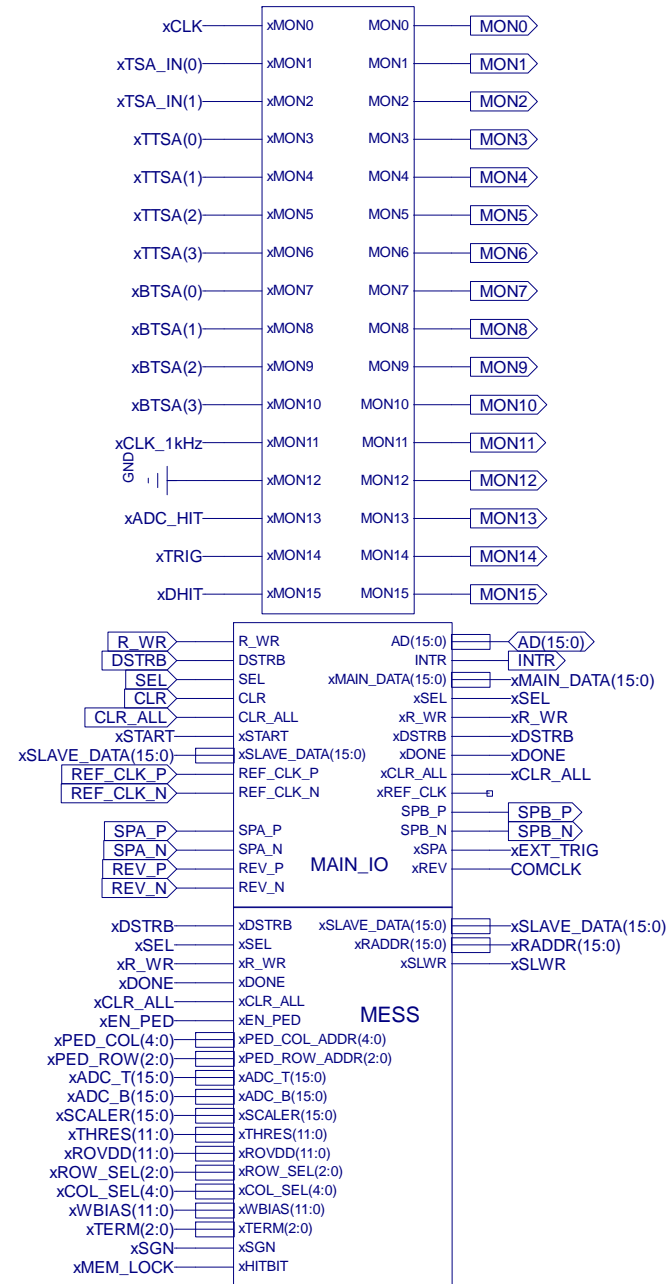 xCLK xMON0 MON0 MON0
xTSA_IN(0) xMON1 MON1 MON1
xTSA_IN(1) xMON2 MON2 MON2
xTTSA(0) xMON3 MON3 MON3
xTTSA(1) xMON4 MON4 MON4
xTTSA(2) xMON5 MON5 MON5
xTTSA(3) xMON6 MON6 MON6
xBTSA(0) xMON7 MON7 MON7
xBTSA(1) xMON8 MON8 MON8
xBTSA(2) xMON9 MON9 MON9
xBTSA(3) xMON10 MON10 MON10
xCLK_1kHz xMON11 MON11 MON11
GND xMON12 MON12 MON12
xADC_HIT xMON13 MON13 MON13
xTRIG xMON14 MON14 MON14
xDHIT xMON15 MON15 MON15
R_WR R_WR AD(15:0) AD(15:0)
DSTRB DSTRB INTR INTR
SEL SEL xMAIN_DATA(15:0) xMAIN_DATA(15:0)
CLR CLR xSEL xSEL
CLR_ALL CLR_ALL xR_WR xR_WR
xSTART xSTART xDSTRB xDSTRB
xSLAVE_DATA(15:0) xSLAVE_DATA(15:0) xDONE xDONE
REF_CLK_P REF_CLK_P xCLR_ALL xCLR_ALL
REF_CLK_N REF_CLK_N xREF_CLK
SPB_P SPB_P
SPA_P SPA_P SPB_N SPB_N
SPA_N SPA_N xSPA xEXT_TRIG
REV_P REV_P MAIN_IO xREV COMCLK
REV_N REV_N
xDSTRB xDSTRB xSLAVE_DATA(15:0) xSLAVE_DATA(15:0)
xSEL xSEL xRADDR(15:0) xRADDR(15:0)
xR_WR xR_WR xSLWR xSLWR
xDONE xDONE
xCLR_ALL xCLR_ALL
xEN_PED xEN_PED MESS
xPED_COL(4:0) xPED_COL_ADDR(4:0)
xPED_ROW(2:0) xPED_ROW_ADDR(2:0)
xADC_T(15:0) xADC_T(15:0)
xADC_B(15:0) xADC_B(15:0)
xSCALER(15:0) xSCALER(15:0)
xTHRES(11:0) xTHRES(11:0)
xROVDD(11:0) xROVDD(11:0)
xROW_SEL(2:0) xROW_SEL(2:0)
xCOL_SEL(4:0) xCOL_SEL(4:0)
xWBIAS(11:0) xWBIAS(11:0)
xTERM(2:0) xTERM(2:0)
xSGN xSGN
xMEM_LOCK xHITBIT